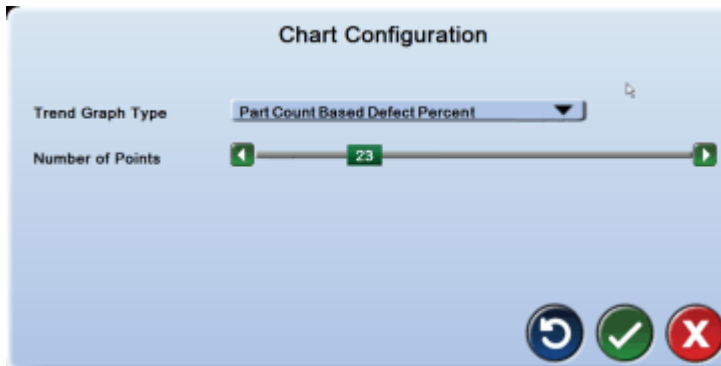 Chart Configuration
Trend Graph Type
Part Count Based Defect Percent
Number of Points
23